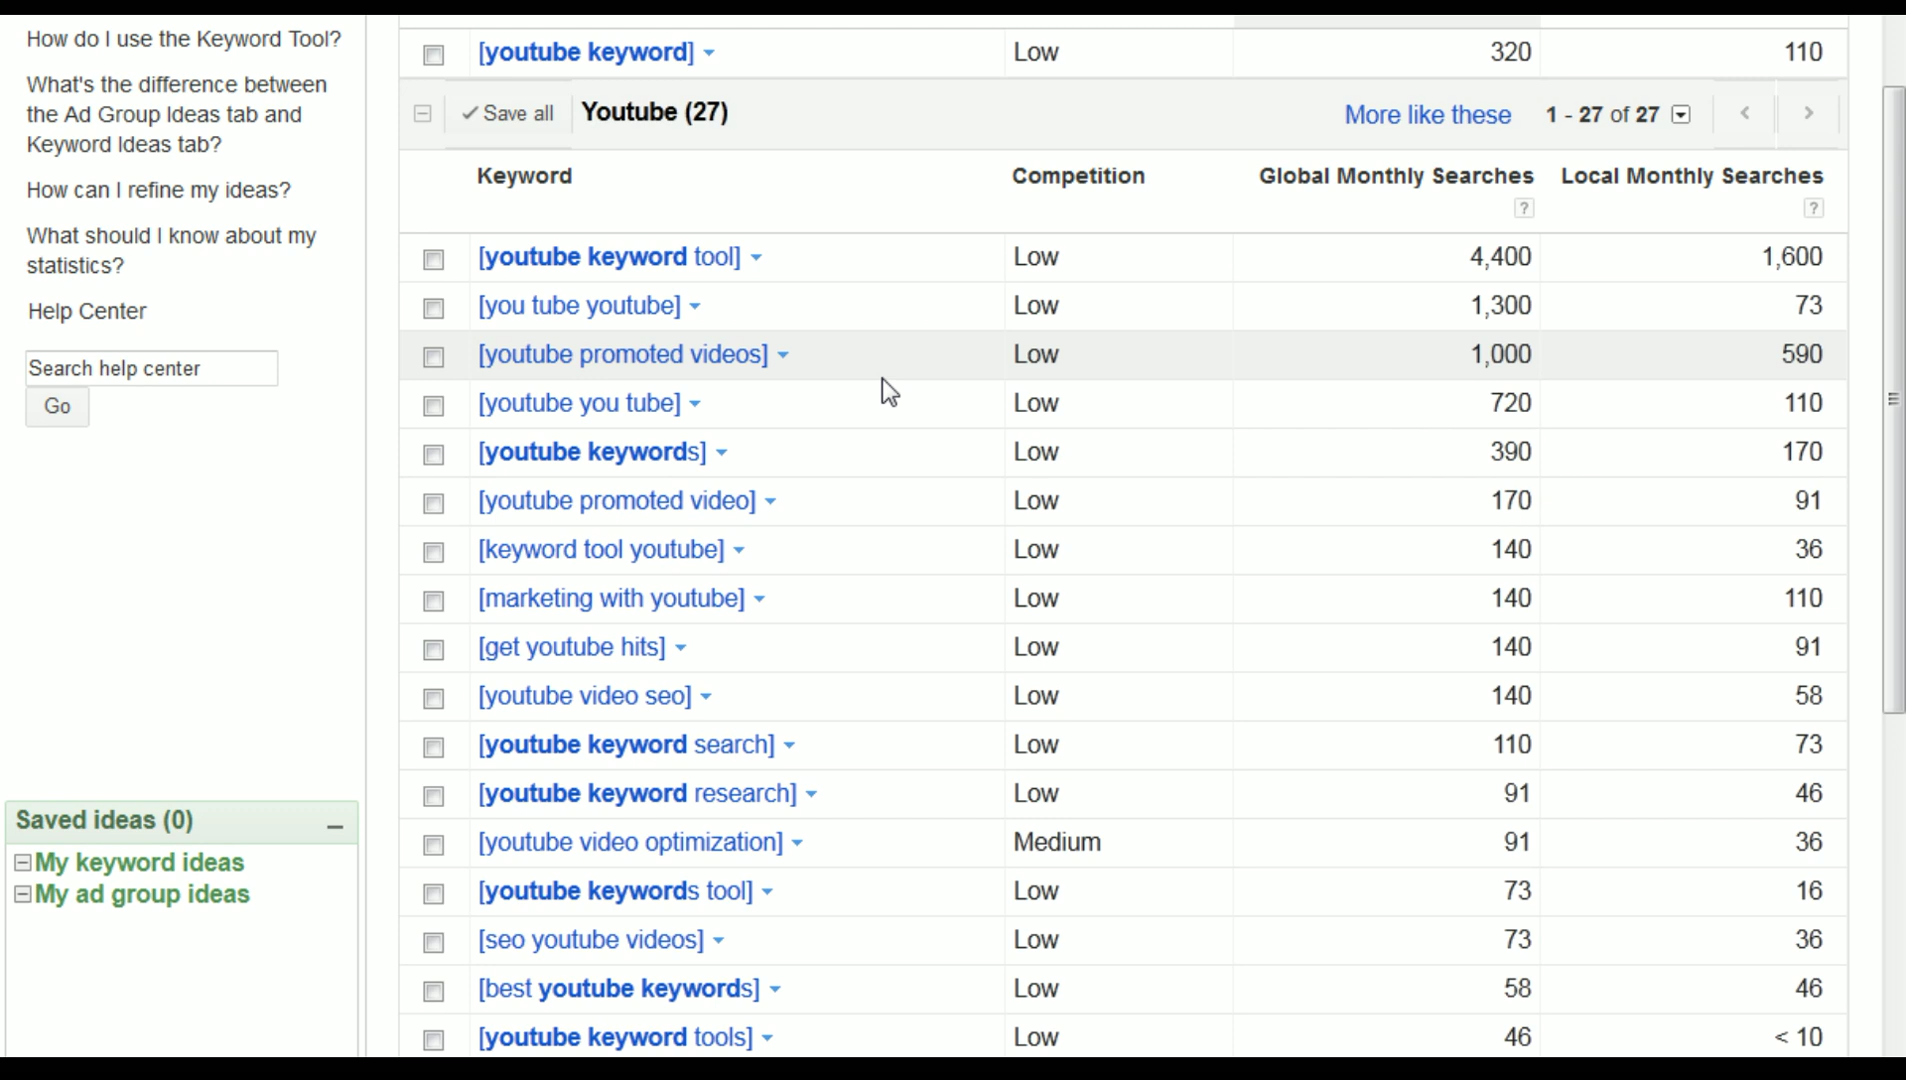 How do I use the Keyword Tool?
What's the difference between
the Ad Group Ideas tab and
Keyword Ideas tab?
How can I refine my ideas?
What should I know about my
statistics?
Help Center
Search help center
Go
Saved ideas (0)
My keyword ideas
My ad group ideas
[youtube keyword] Low 320 110
Save all Youtube (27) More like these 1 - 27 of 27
Keyword Competition Global Monthly Searches Local Monthly Searches
? ?
[youtube keyword tool] Low 4,400 1,600
[you tube youtube] Low 1,300 73
[youtube promoted videos] Low 1,000 590
[youtube you tube] Low 720 110
[youtube keywords] Low 390 170
[youtube promoted video] Low 170 91
[keyword tool youtube] Low 140 36
[marketing with youtube] Low 140 110
[get youtube hits] Low 140 91
[youtube video seo] Low 140 58
[youtube keyword search] Low 110 73
[youtube keyword research] Low 91 46
[youtube video optimization] Medium 91 36
[youtube keywords tool] Low 73 16
[seo youtube videos] Low 73 36
[best youtube keywords] Low 58 46
[youtube keyword tools] Low 46 < 10